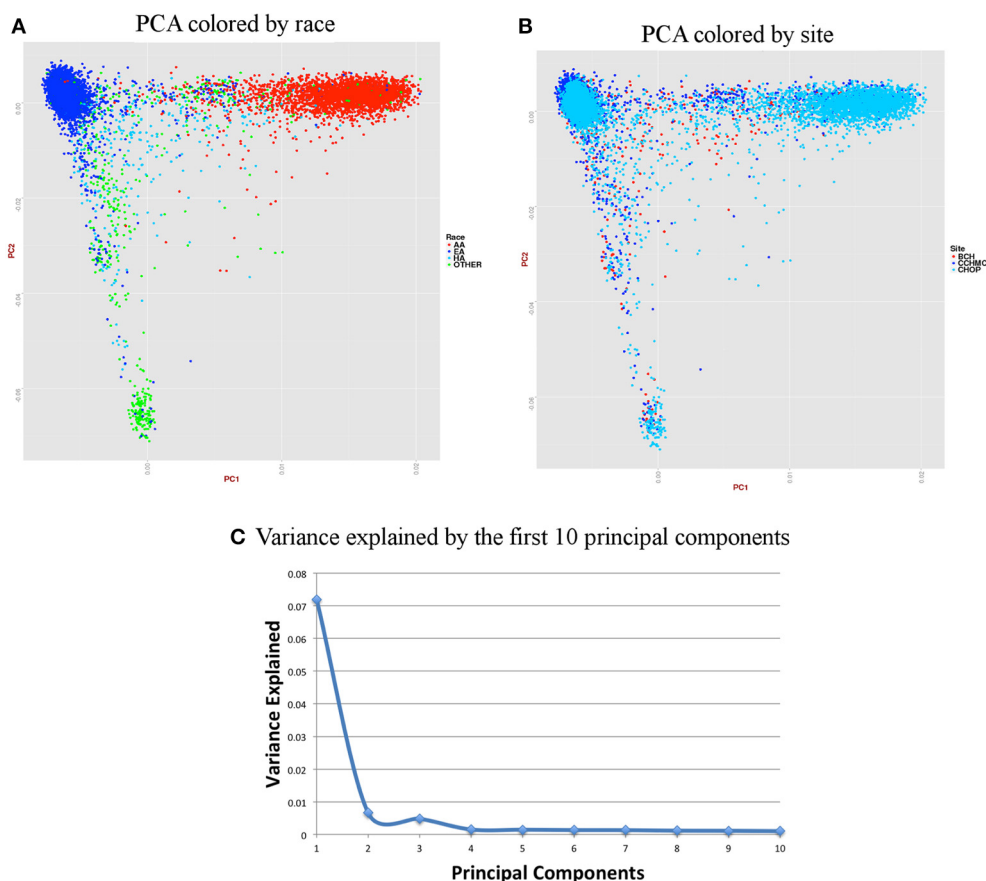 A
PCA colored by race
0.00
-0.02
-0.04
-0.06
PC2
0.00
0.01
0.02
PC1
Race
AA
EA
HA
OTHER
B
PCA colored by site
0.00
-0.02
-0.04
-0.06
PC2
0.00
0.01
0.02
PC1
Site
BCH
CCHMC
CHOP
C Variance explained by the first 10 principal components
0.08
0.07
0.06
0.05
0.04
0.03
0.02
0.01
0
Variance Explained
1 2 3 4 5 6 7 8 9 10
Principal Components